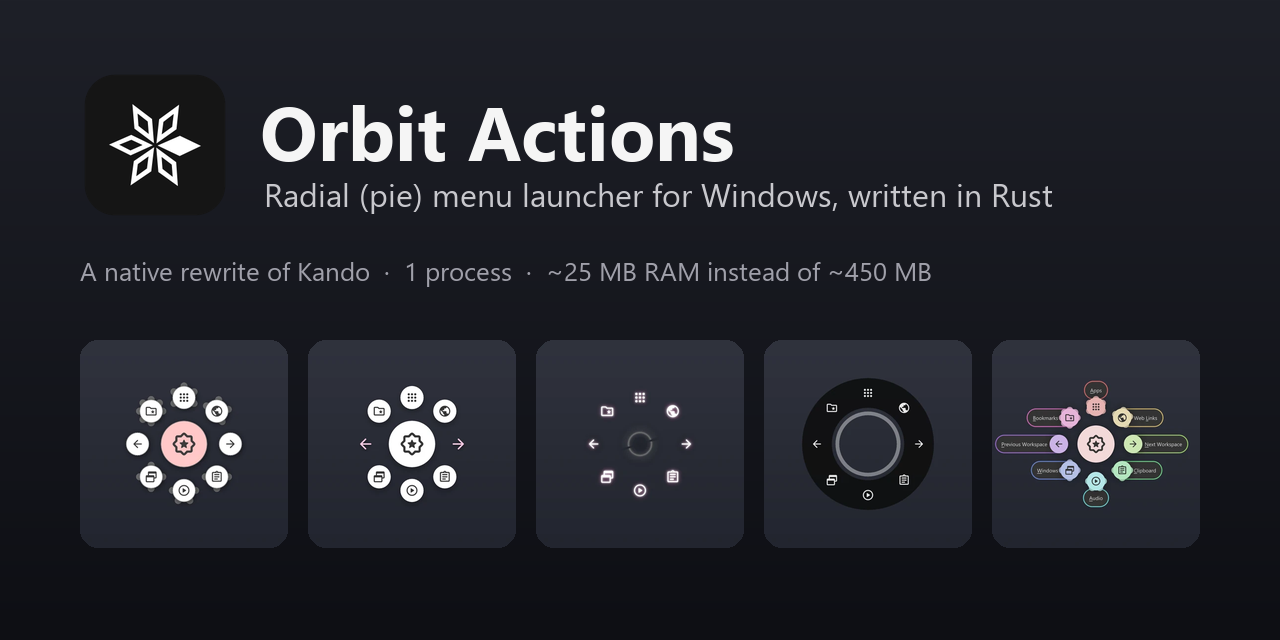 Orbit Actions
Radial (pie) menu launcher for Windows, written in Rust
A native rewrite of Kando · 1 process · ~25 MB RAM instead of ~450 MB
Apps
Bookmarks
Web Links
Previous Workspace
Next Workspace
Windows
Clipboard
Audio